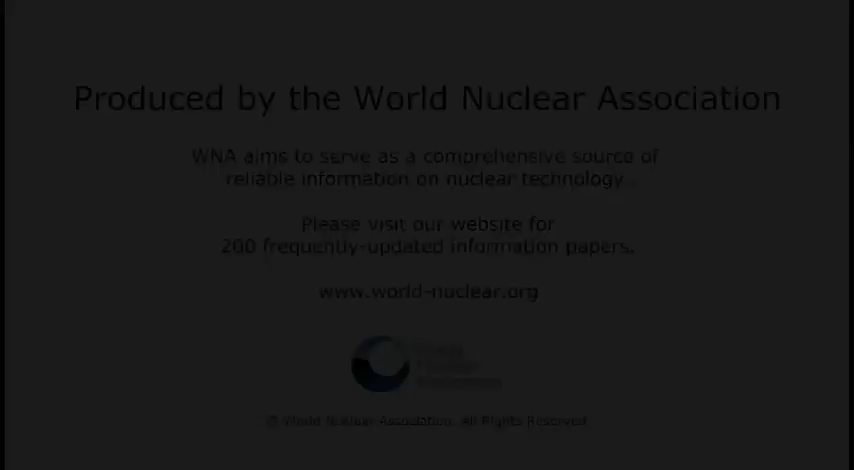 Produced by the World Nuclear Association
WNA aims to serve as a comprehensive source of
reliable information on nuclear technology.
Please visit our website for
200 frequently-updated information papers.
www.world-nuclear.org
© World Nuclear Association. All Rights Reserved